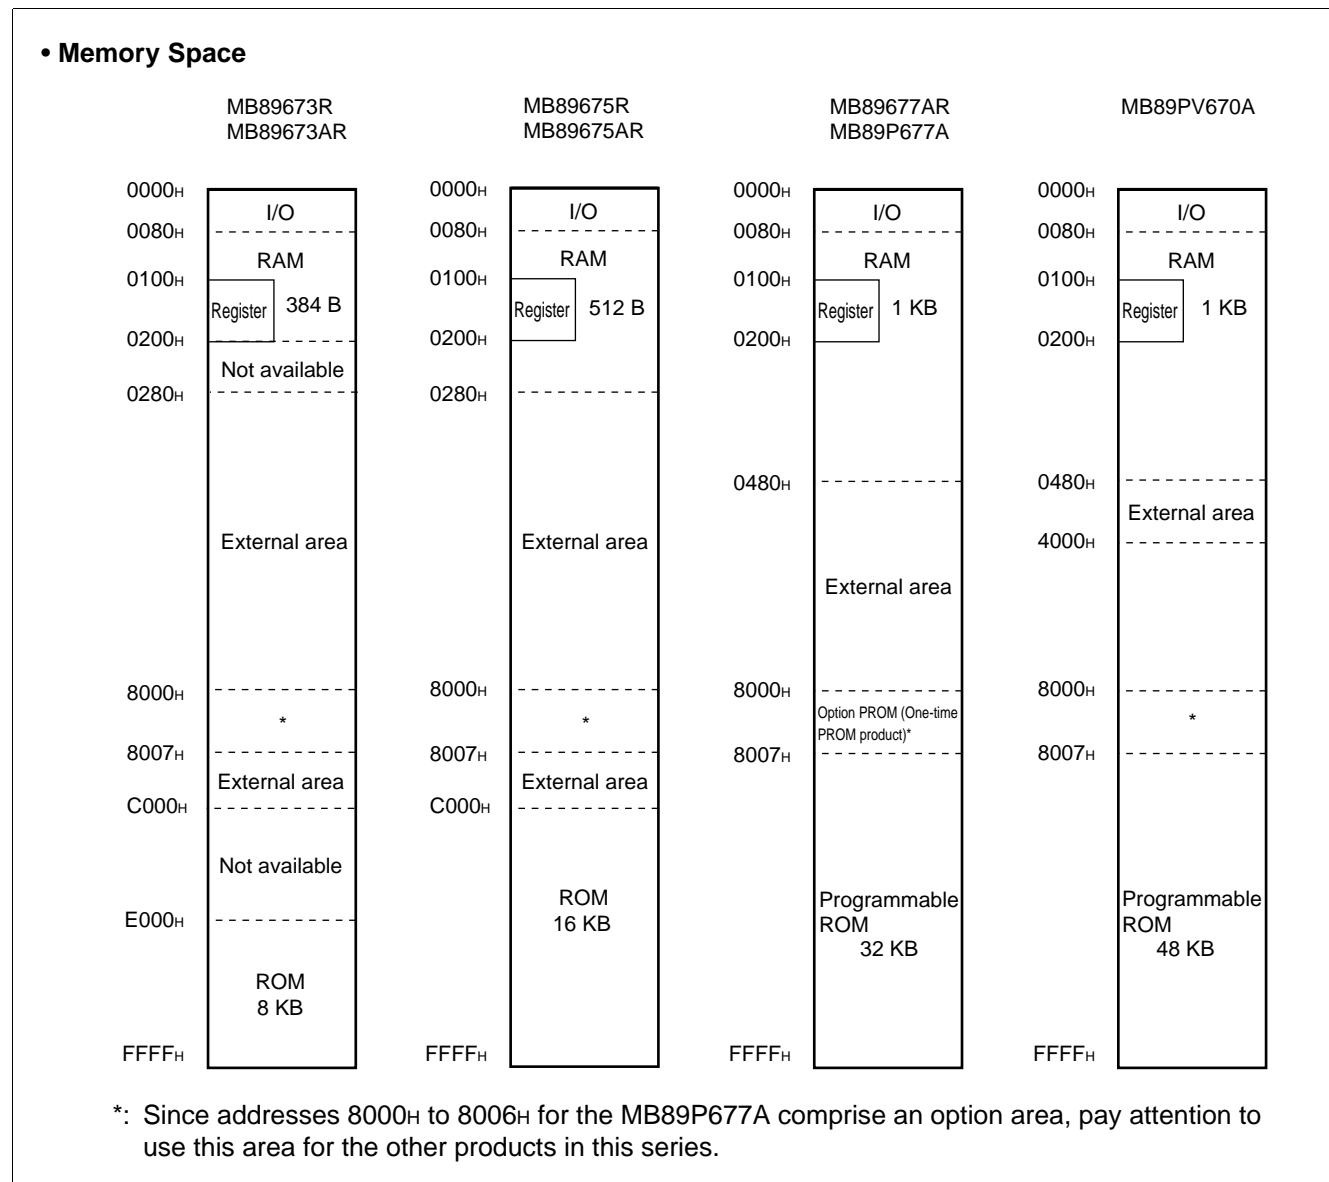 • Memory Space
MB89673R
MB89673AR
0000H
I/O
0080H
RAM
0100H
Register
384 B
0200H
Not available
0280H
External area
8000H
*
8007H
External area
C000H
Not available
E000H
ROM
8 KB
FFFFH
MB89675R
MB89675AR
0000H
I/O
0080H
RAM
0100H
Register
512 B
0200H
0280H
External area
8000H
*
8007H
External area
C000H
ROM
16 KB
FFFFH
MB89677AR
MB89P677A
0000H
I/O
0080H
RAM
0100H
Register
1 KB
0200H
0480H
External area
8000H
Option PROM (One-time
PROM product)*
8007H
Programmable
ROM
32 KB
FFFFH
MB89PV670A
0000H
I/O
0080H
RAM
0100H
Register
1 KB
0200H
0480H
External area
4000H
8000H
*
8007H
Programmable
ROM
48 KB
FFFFH
*: Since addresses 8000H to 8006H for the MB89P677A comprise an option area, pay attention to
use this area for the other products in this series.